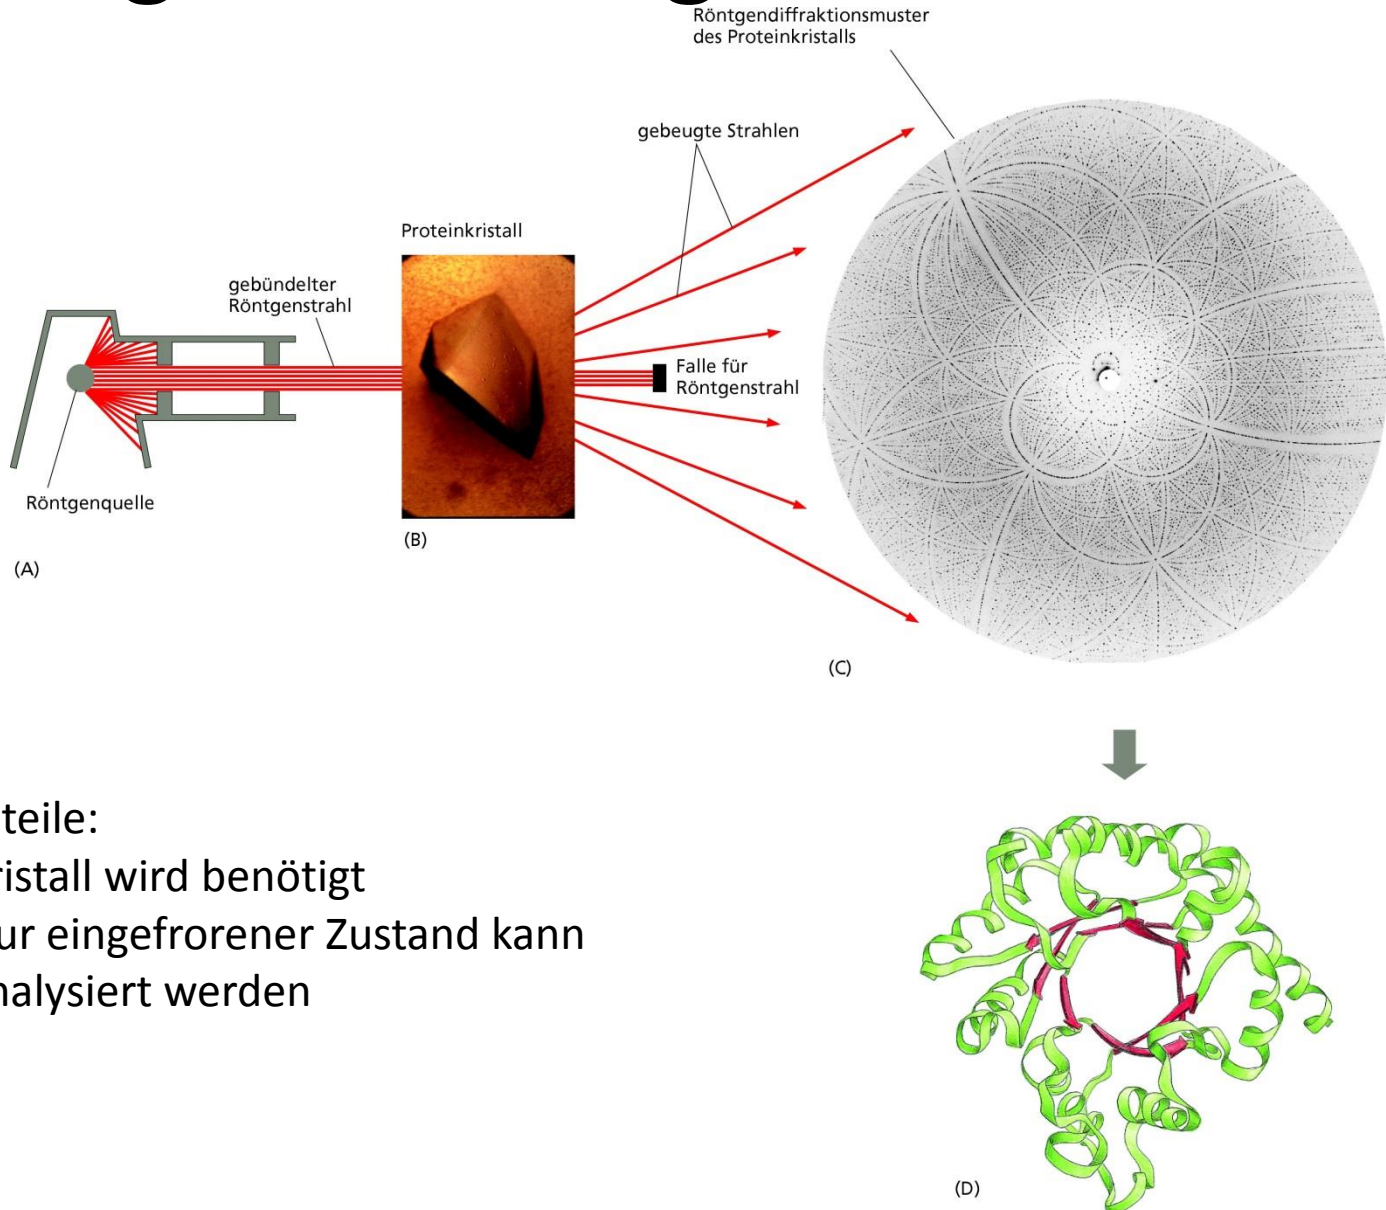 Röntgendiffraktionsmuster
des Proteinkristalls
gebeugte Strahlen
Proteinkristall
gebündelter
Röntgenstrahl
Falle für
Röntgenstrahl
Röntgenquelle
(A)
(B)
(C)
teile:
ristall wird benötigt
ur eingefrorener Zustand kann
nalysiert werden
(D)